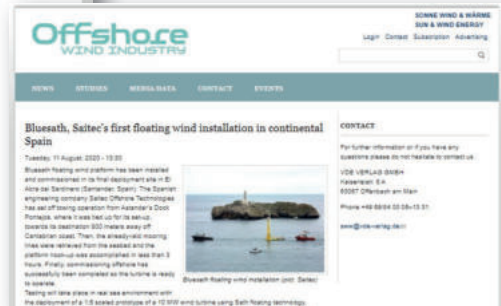 Offshore
WIND INDUSTRY
SONNE WIND & WÄRME
SUN & WIND ENERGY
Login Contact Subscription Advertising
NEWS STUDIES MEDIA DATA CONTACT EVENTS
Bluesath, Saitec's first floating wind installation in continental
Spain
Tuesday, 11 August, 2020 -
Bluesath floating wind platform has been installed
and commissioned in its final deployment site in El
Abra del Sardinero (Santander, Spain). The Spanish
engineering company Saitec Offshore Technologies
has set off towing operation from Astander's Dock
Pontejos, where it was tied up for its set-up,
towards its destination 800 meters away off
Cantabrian coast. Then, the already-laid mooring
lines were retrieved from the seabed and the
platform hook-up was accomplished in less than 3
hours. Finally, commissioning offshore has
successfully been completed so the turbine is ready
to operate.
Bluesath floating wind installation (pict. Saitec)
Testing will take place in real sea environment with
the deployment of a 1:6 scaled prototype of a 10 MW wind turbine using Sath floating technology.
CONTACT
For further information or if you have any
questions please do not hesitate to contact us.
VDE VERLAG GMBH
Kaiserleistr. 8 A
63067 Offenbach am Main
Phone